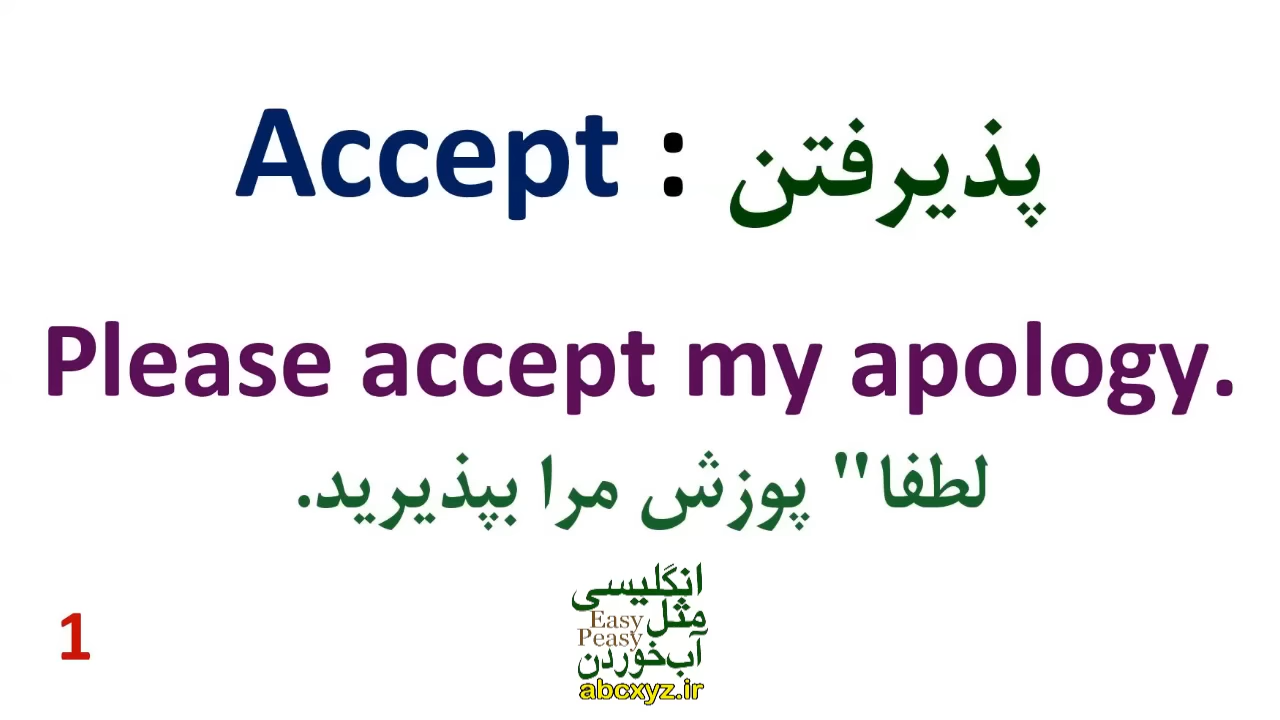 Accept : پذیرفتن
Please accept my apology.
لطفا" پوزش مرا بپذیرید.
1
انگلیسی
مثل
Easy
Peasy
آب‌خوردن
abcxyz.ir